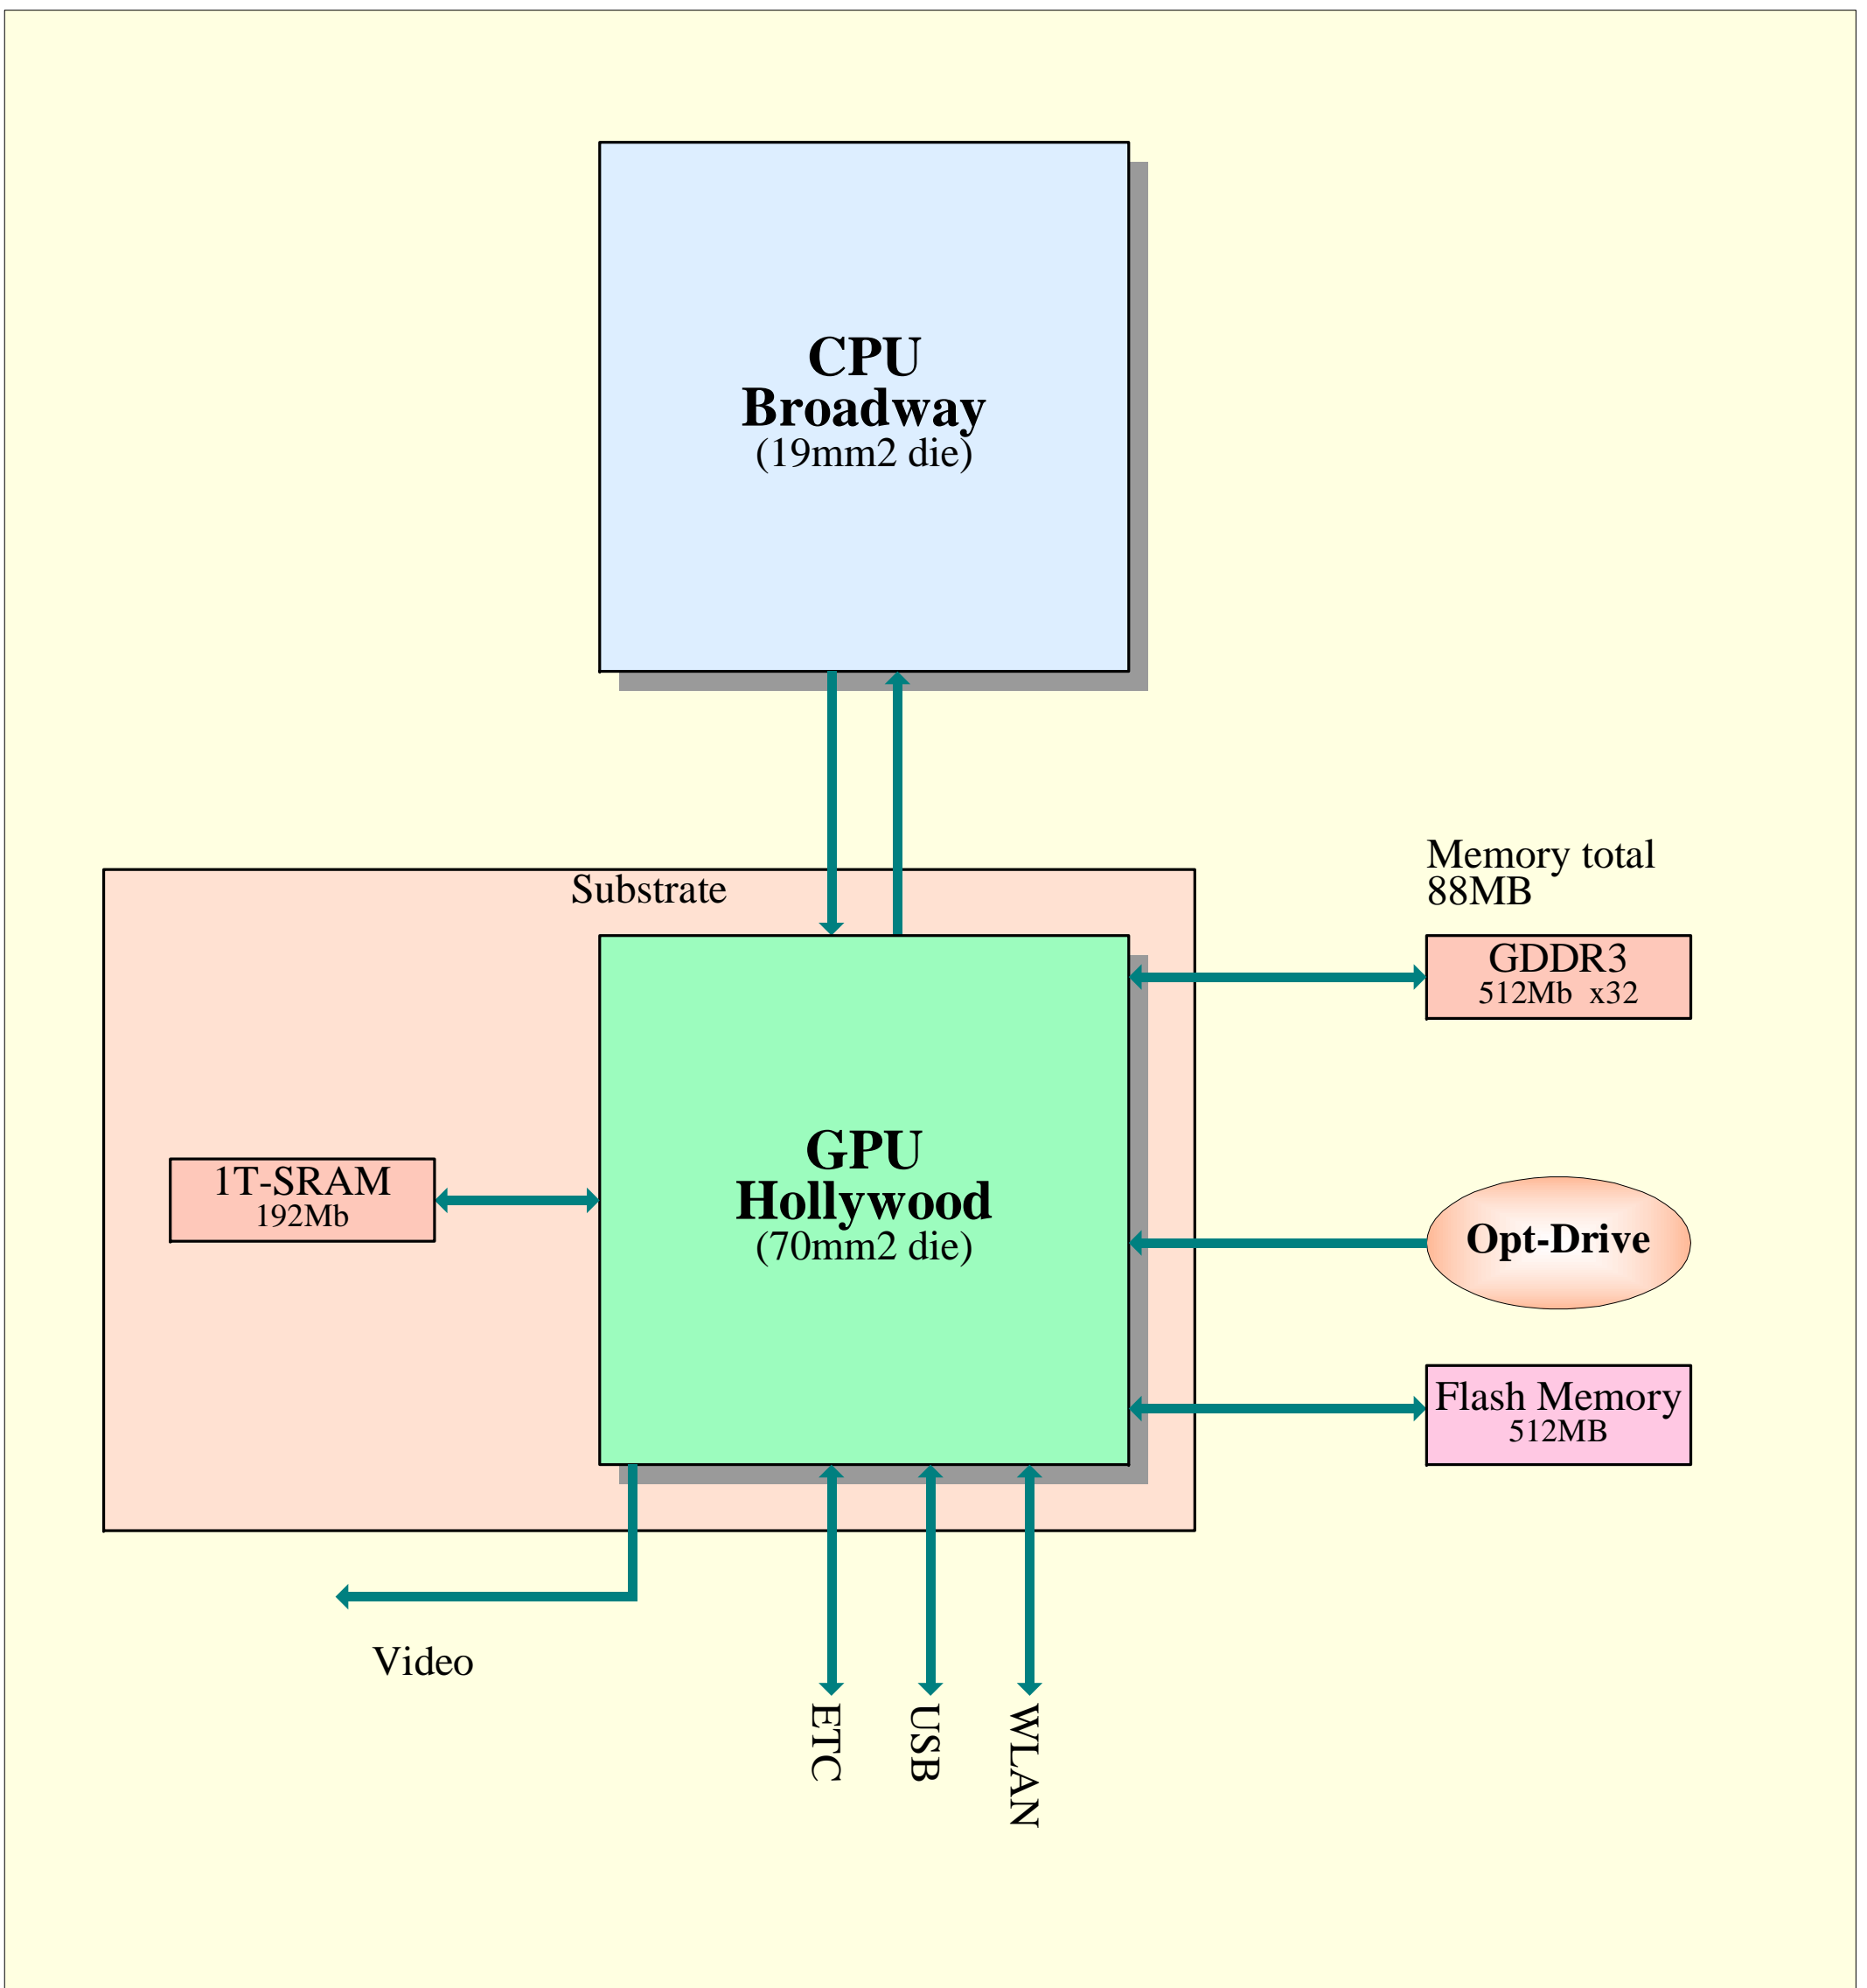 CPU
Broadway
(19mm2 die)
Substrate
Memory total
88MB
GDDR3
512Mb  x32
1T-SRAM
192Mb
GPU
Hollywood
(70mm2 die)
Opt-Drive
Flash Memory
512MB
Video
ETC
USB
WLAN